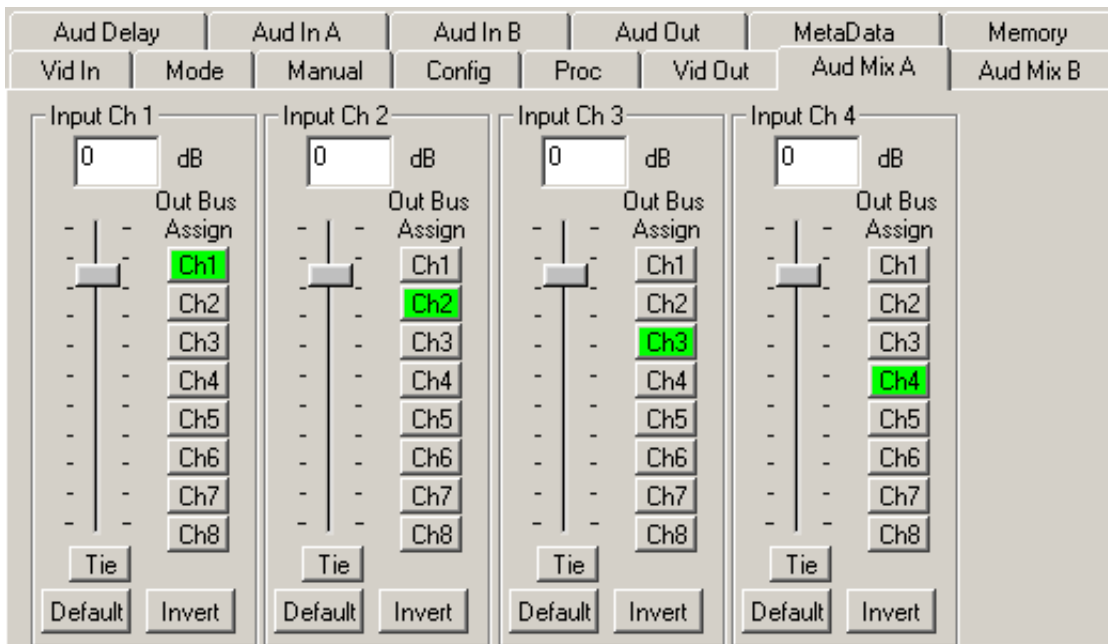 Aud Delay Aud In A Aud In B Aud Out MetaData Memory
Vid In Mode Manual Config Proc Vid Out Aud Mix A Aud Mix B
Input Ch 1 Input Ch 2 Input Ch 3 Input Ch 4
0 dB 0 dB 0 dB 0 dB
Out Bus Out Bus Out Bus Out Bus
Assign Assign Assign Assign
Ch1 Ch1 Ch1 Ch1
Ch2 Ch2 Ch2 Ch2
Ch3 Ch3 Ch3 Ch3
Ch4 Ch4 Ch4 Ch4
Ch5 Ch5 Ch5 Ch5
Ch6 Ch6 Ch6 Ch6
Ch7 Ch7 Ch7 Ch7
Ch8 Ch8 Ch8 Ch8
Tie Tie Tie Tie
Default Invert Default Invert Default Invert Default Invert